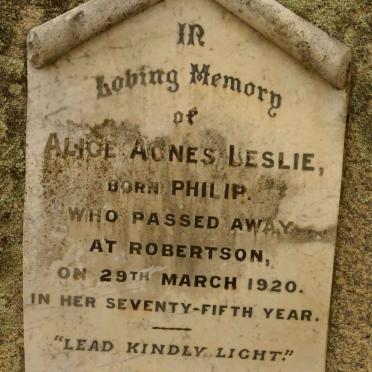 IN
Loving Memory
of
ALICE AGNES LESLIE,
BORN PHILIP.
WHO PASSED AWAY
AT ROBERTSON,
ON 29TH MARCH 1920.
IN HER SEVENTY-FIFTH YEAR.
"LEAD KINDLY LIGHT."